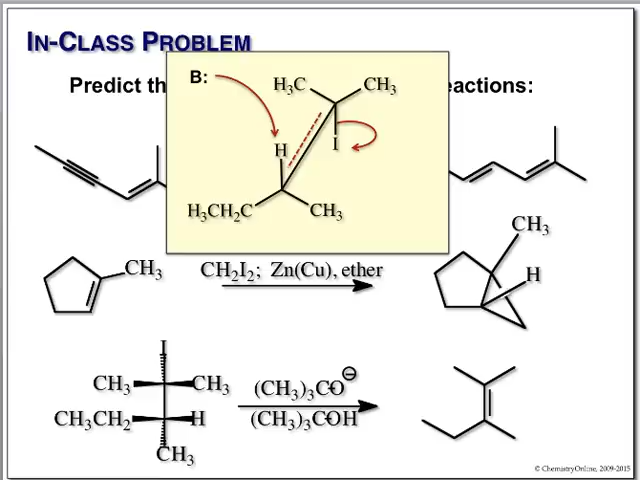 IN-CLASS PROBLEM
Predict th
eactions:
B:
H3C
CH3
H
I
H3CH2C
CH3
CH3
H
CH3
CH2I2; Zn(Cu), ether
I
CH3
CH3
(CH3)3CO⊖
CH3CH2
H
(CH3)3COH
CH3
© ChemistryOnline, 2009-2015